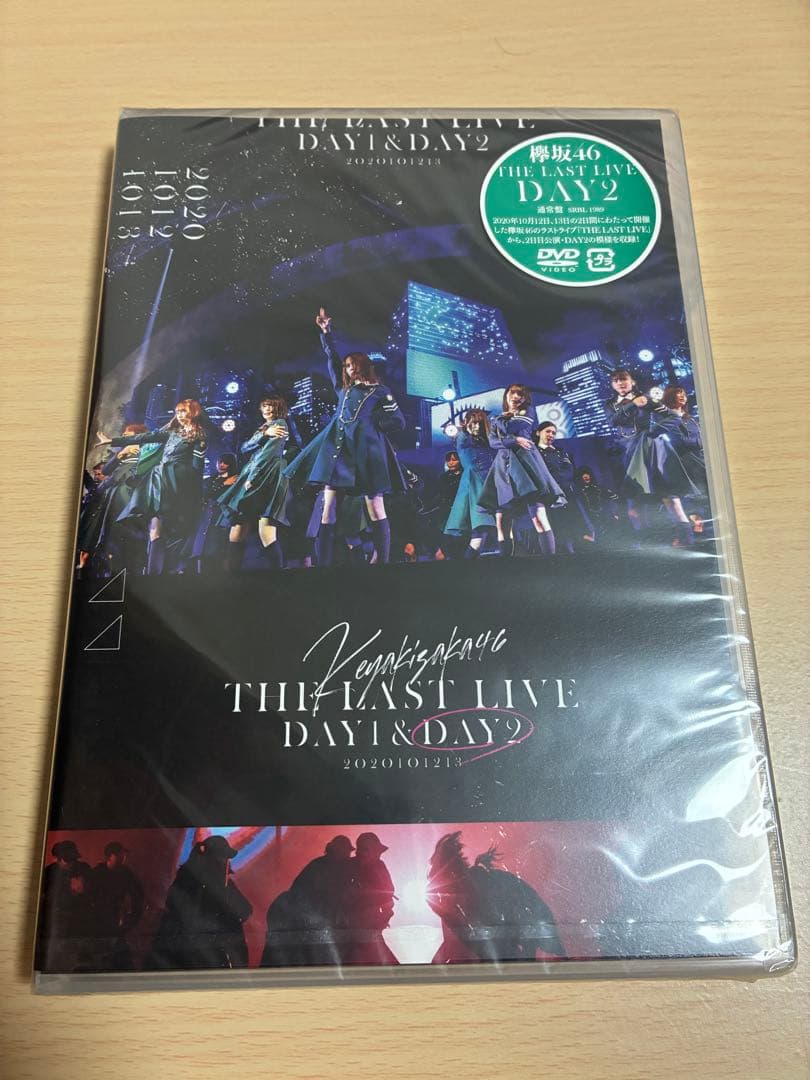 THE LAST LIVE
DAY1&DAY2
2020101213
2020
1012
1013
欅坂46
THE LAST LIVE
DAY2
通常盤 SRBL 1989
2020年10月12日、13日の2日間にわたって開催
した欅坂46のラストライブ「THE LAST LIVE」
から、2日目公演・DAY2の模様を収録!
DVD
VIDEO
Keyakizaka46
THE LAST LIVE
DAY1&DAY2
2020101213